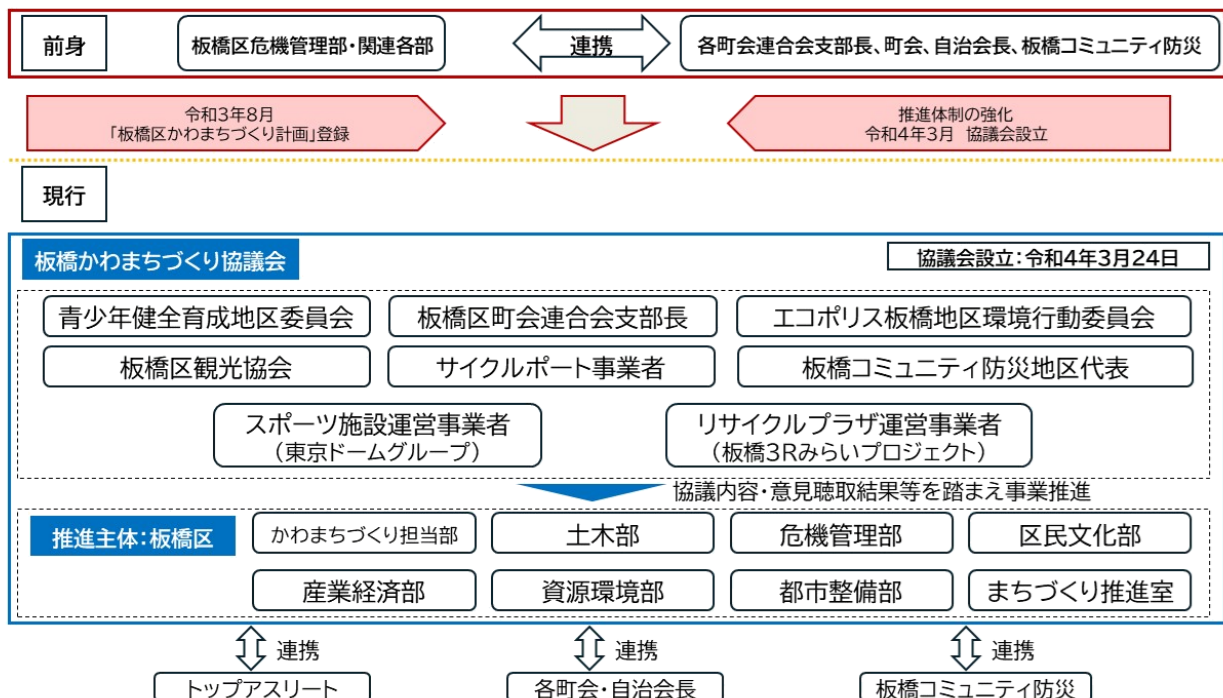 前身
板橋区危機管理部・関連各部
連携
各町会連合会支部長、町会、自治会長、板橋コミュニティ防災
令和3年8月
「板橋区かわまちづくり計画」登録
推進体制の強化
令和4年3月 協議会設立
現行
板橋かわまちづくり協議会
協議会設立：令和4年3月24日
青少年健全育成地区委員会
板橋区町会連合会支部長
エコポリス板橋地区環境行動委員会
板橋区観光協会
サイクルポート事業者
板橋コミュニティ防災地区代表
スポーツ施設運営事業者
（東京ドームグループ）
リサイクルプラザ運営事業者
（板橋3Rみらいプロジェクト）
協議内容・意見聴取結果等を踏まえ事業推進
推進主体：板橋区
かわまちづくり担当部
土木部
危機管理部
区民文化部
産業経済部
資源環境部
都市整備部
まちづくり推進室
連携
連携
連携
トップアスリート
各町会・自治会長
板橋コミュニティ防災